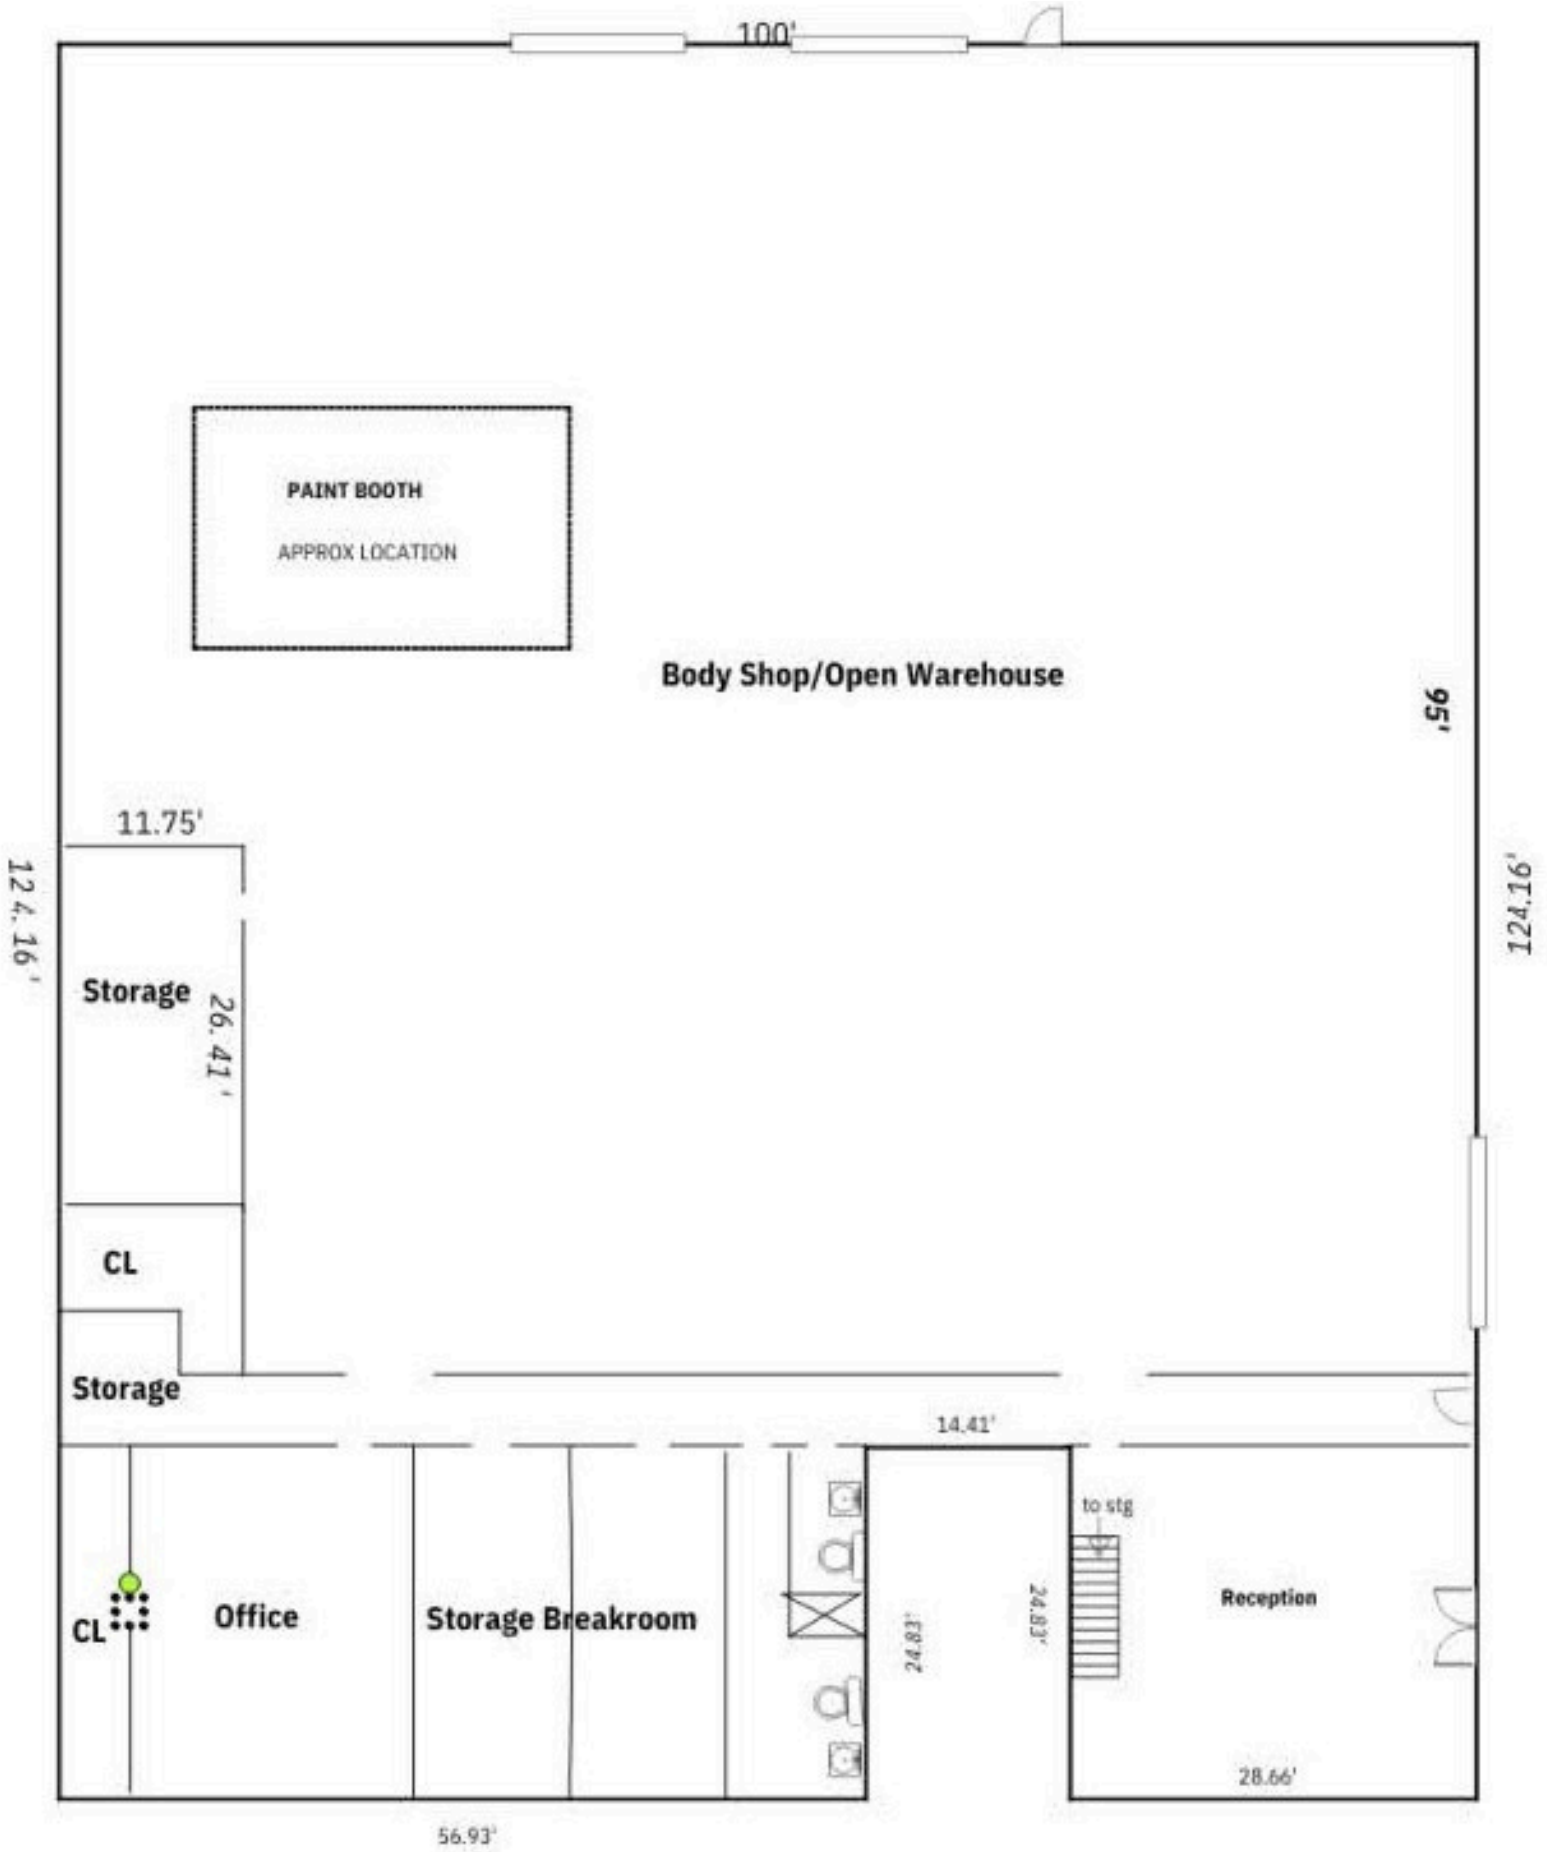 100'
PAINT BOOTH
APPROX LOCATION
Body Shop/Open Warehouse
95'
11.75'
124.16'
124.16'
Storage
26.41'
CL
Storage
14.41'
to stg
Reception
CL
Office
Storage
Breakroom
24.83'
24.83'
28.66'
56.93'